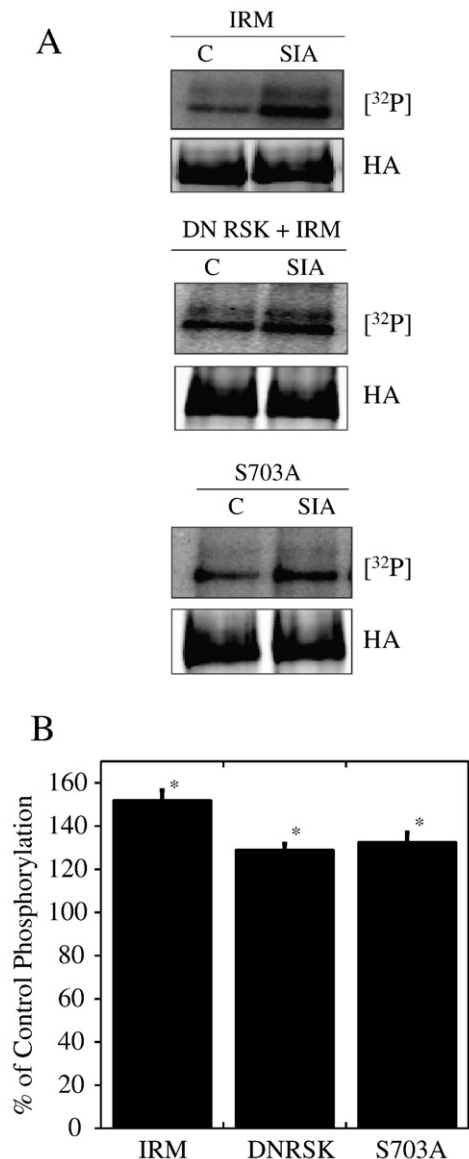 A
IRM
C SIA
[³²P]
HA
DN RSK + IRM
C SIA
[³²P]
HA
S703A
C SIA
[³²P]
HA
B
% of Control Phosphorylation
160
140
120
100
80
60
40
20
0
* * *
IRM DNRSK S703A